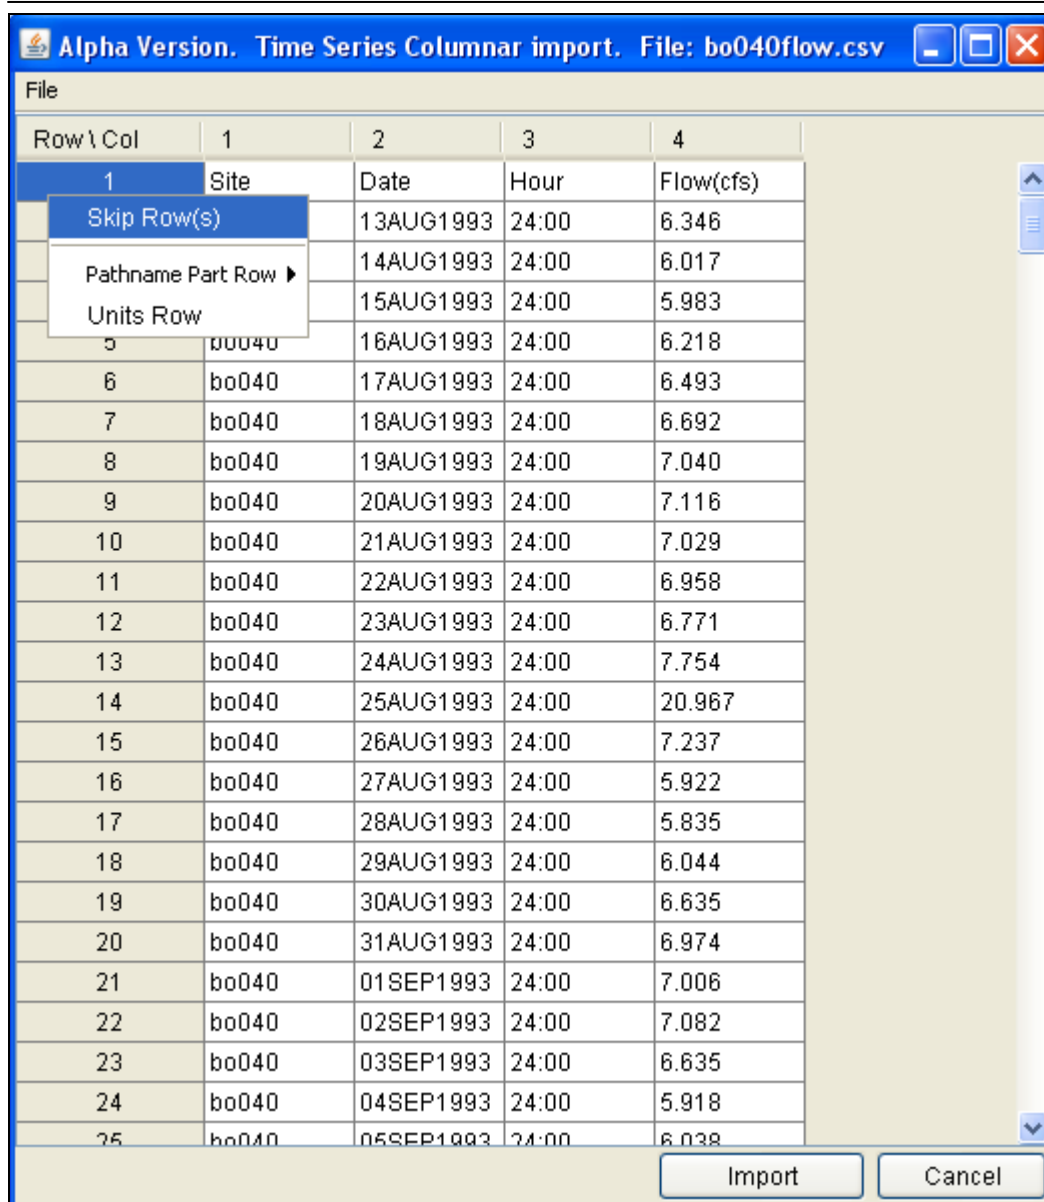 Alpha Version. Time Series Columnar import. File: bo040flow.csv
File
Row \ Col 1 2 3 4
1 Site Date Hour Flow(cfs)
Skip Row(s) 13AUG1993 24:00 6.346
Pathname Part Row 14AUG1993 24:00 6.017
Units Row 15AUG1993 24:00 5.983
5 bo040 16AUG1993 24:00 6.218
6 bo040 17AUG1993 24:00 6.493
7 bo040 18AUG1993 24:00 6.692
8 bo040 19AUG1993 24:00 7.040
9 bo040 20AUG1993 24:00 7.116
10 bo040 21AUG1993 24:00 7.029
11 bo040 22AUG1993 24:00 6.958
12 bo040 23AUG1993 24:00 6.771
13 bo040 24AUG1993 24:00 7.754
14 bo040 25AUG1993 24:00 20.967
15 bo040 26AUG1993 24:00 7.237
16 bo040 27AUG1993 24:00 5.922
17 bo040 28AUG1993 24:00 5.835
18 bo040 29AUG1993 24:00 6.044
19 bo040 30AUG1993 24:00 6.635
20 bo040 31AUG1993 24:00 6.974
21 bo040 01SEP1993 24:00 7.006
22 bo040 02SEP1993 24:00 7.082
23 bo040 03SEP1993 24:00 6.635
24 bo040 04SEP1993 24:00 5.918
25 bo040 05SEP1993 24:00 6.038
Import Cancel